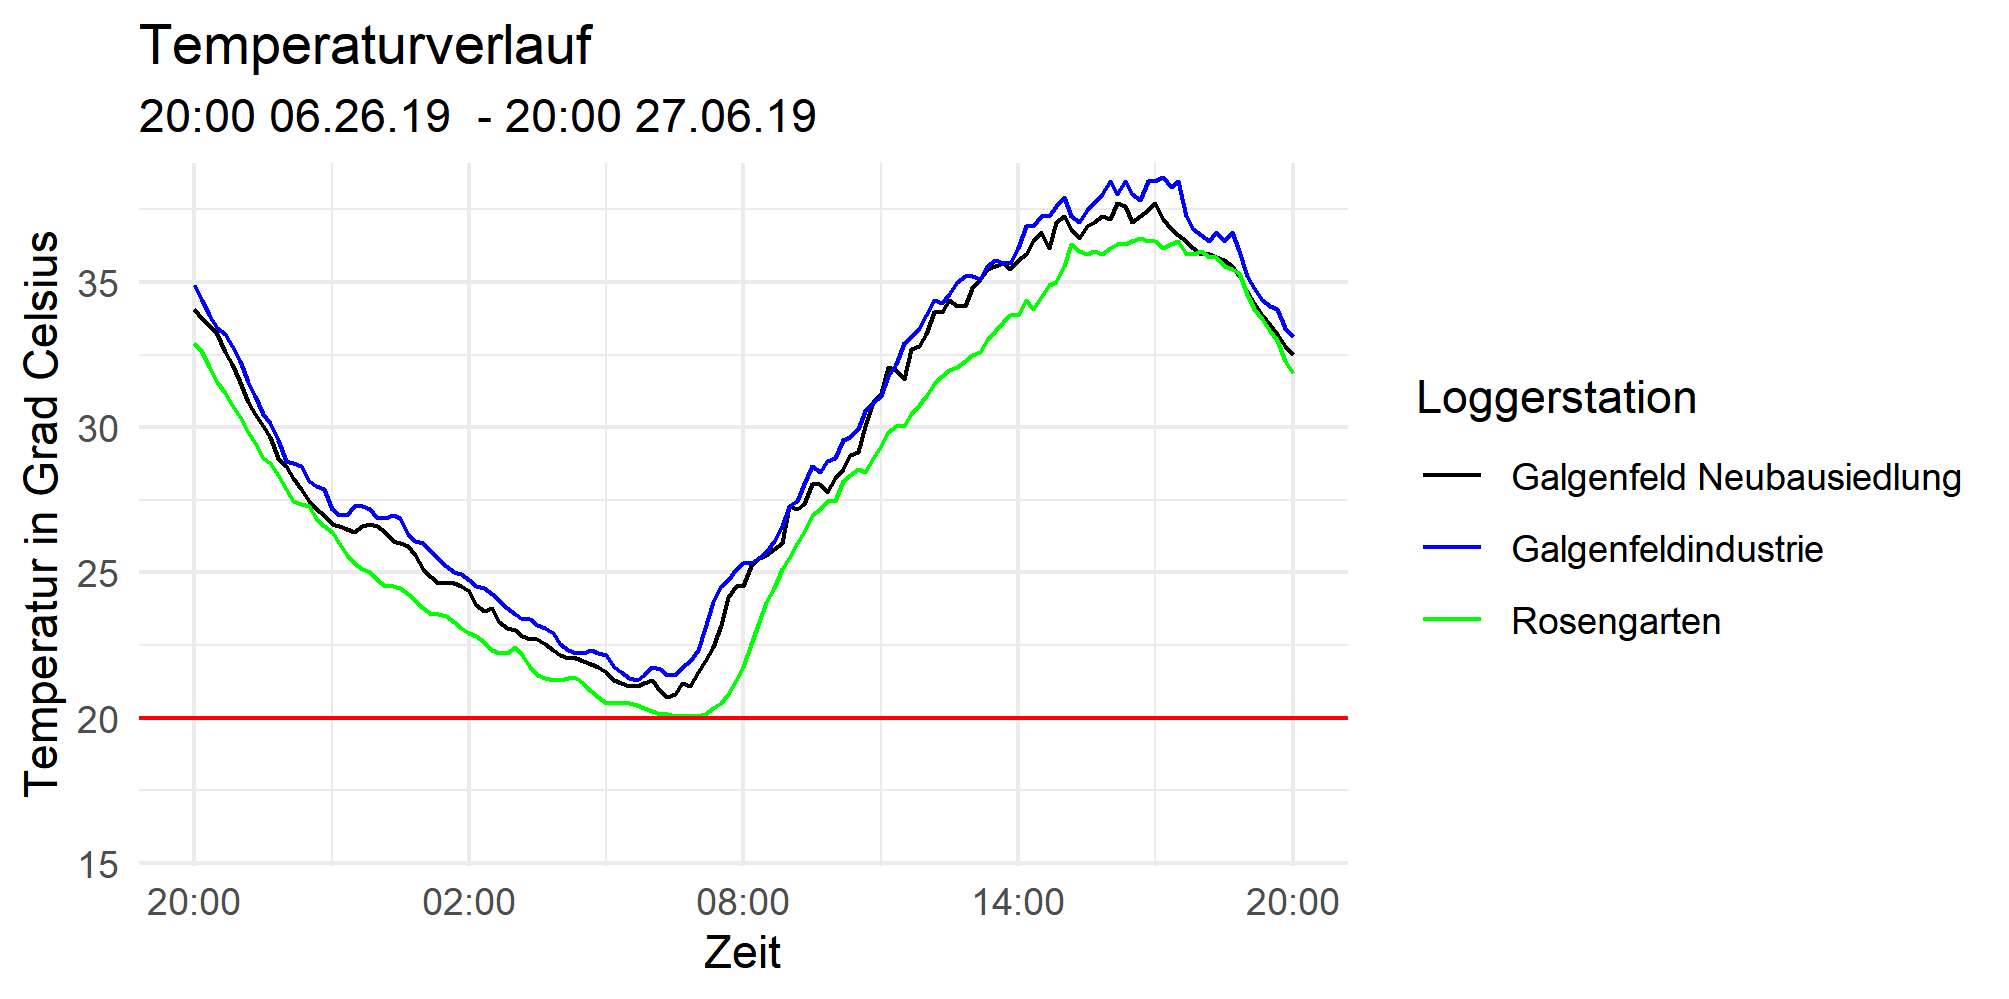 Temperaturverlauf
20:00 06.26.19  - 20:00 27.06.19
Temperatur in Grad Celsius
35
30
25
20
15
20:00 02:00 08:00 14:00 20:00
Zeit
Loggerstation
Galgenfeld Neubausiedlung
Galgenfeldindustrie
Rosengarten